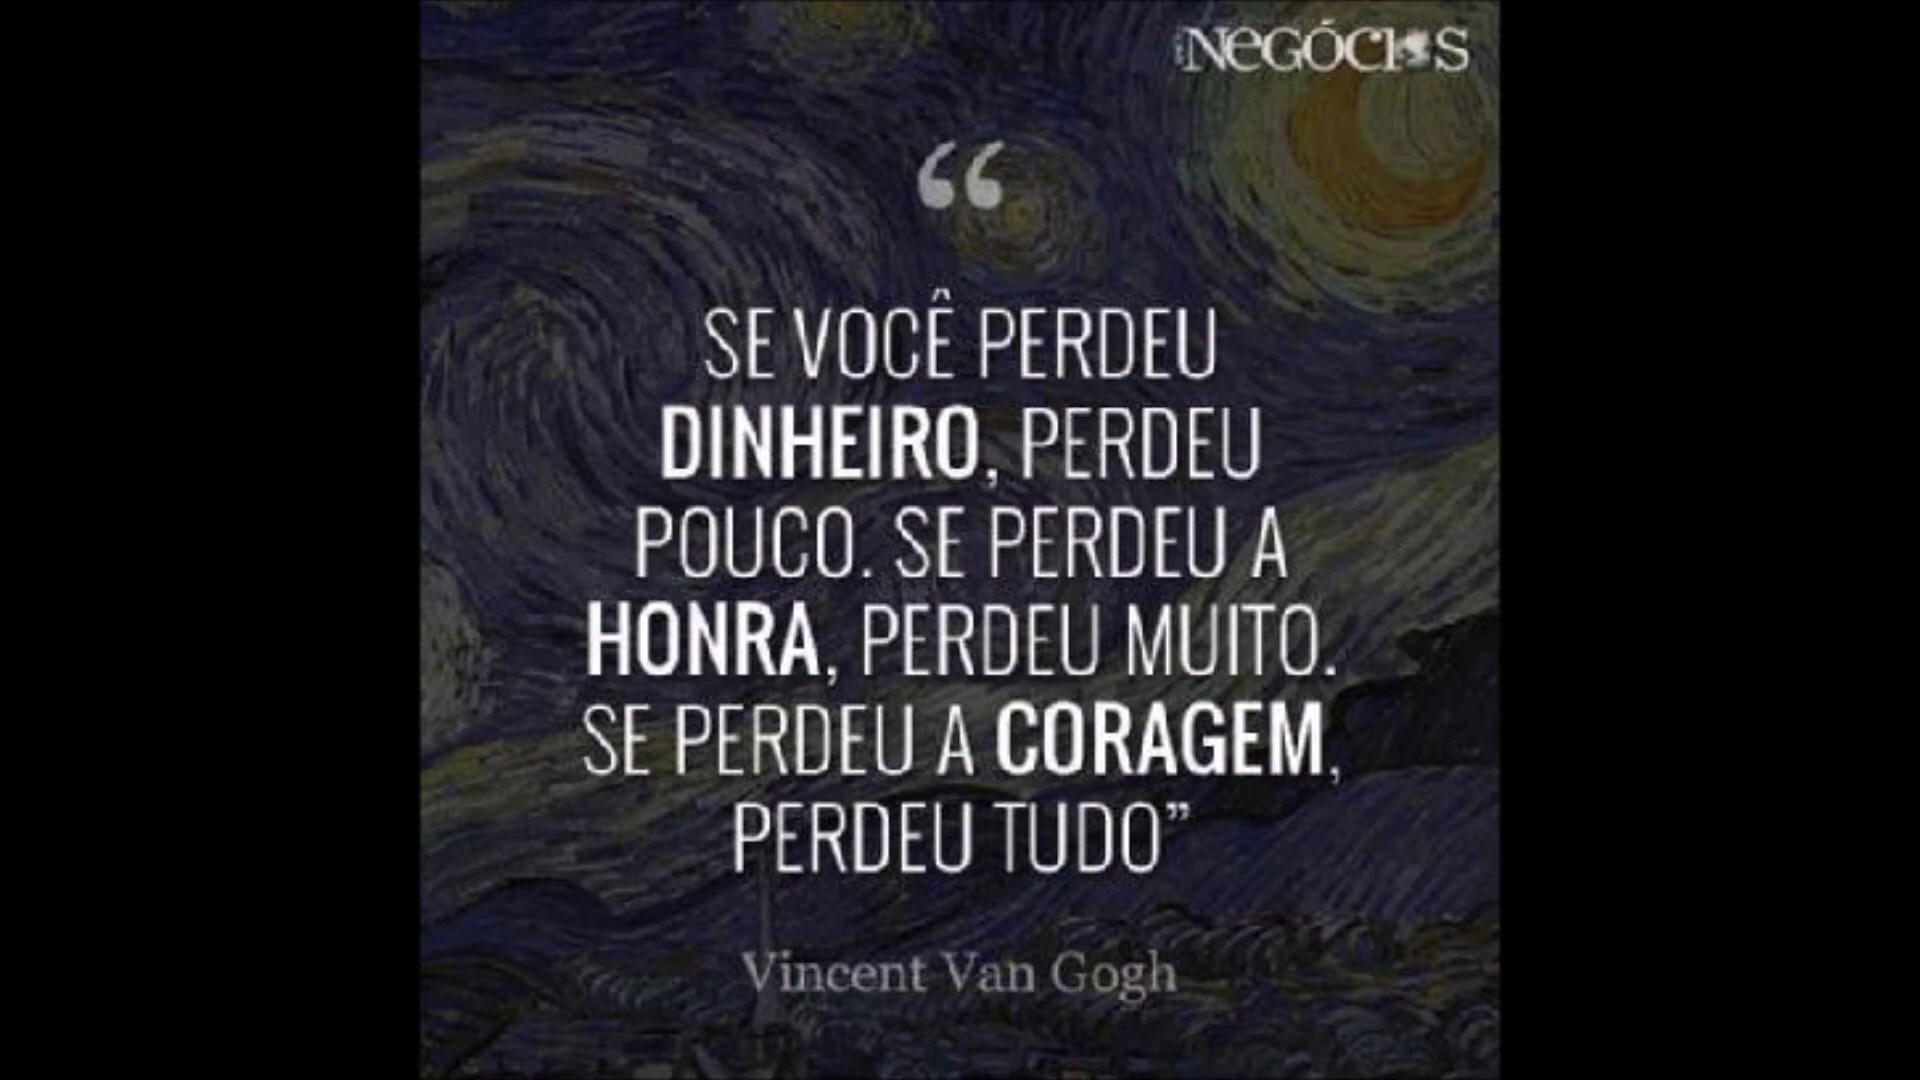 NEGÓCIOS
“
SE VOCÊ PERDEU
DINHEIRO, PERDEU
POUCO. SE PERDEU A
HONRA, PERDEU MUITO.
SE PERDEU A CORAGEM,
PERDEU TUDO”
Vincent Van Gogh